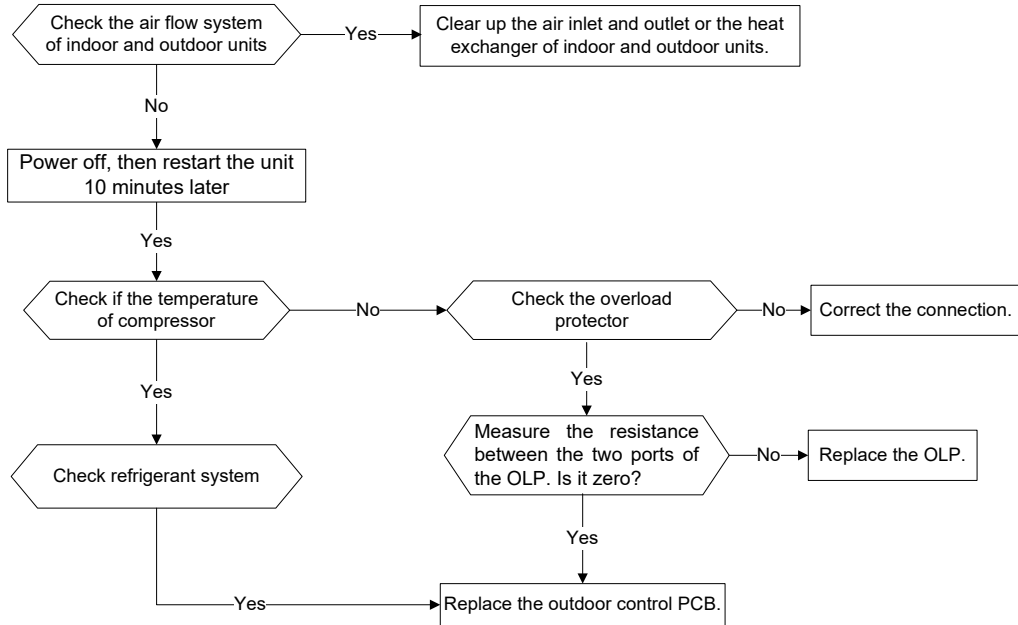 Check the air flow system
of indoor and outdoor units
Yes
Clear up the air inlet and outlet or the heat
exchanger of indoor and outdoor units.
No
Power off, then restart the unit
10 minutes later
Yes
Check if the temperature
of compressor
No
Check the overload
protector
No
Correct the connection.
Yes
Yes
Measure the resistance
between the two ports of
the OLP. Is it zero?
No
Replace the OLP.
Check refrigerant system
Yes
Yes
Replace the outdoor control PCB.